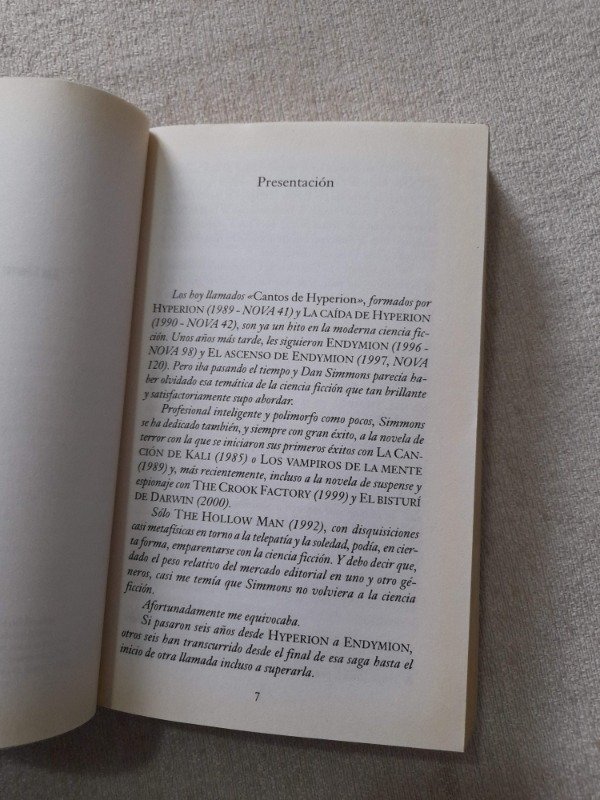 Presentación
Los hoy llamados «Cantos de Hyperion», formados por
HYPERION (1989 - NOVA 41) y LA CAÍDA DE HYPERION
(1990 - NOVA 42), son ya un hito en la moderna ciencia fic-
ción. Unos años más tarde, les siguieron ENDYMION (1996 -
NOVA 98) y EL ASCENSO DE ENDYMION (1997, NOVA
120). Pero iba pasando el tiempo y Dan Simmons parecía ha-
ber olvidado esa temática de la ciencia ficción que tan brillante
y satisfactoriamente supo abordar.
Profesional inteligente y polimorfo como pocos, Simmons
se ha dedicado también, y siempre con gran éxito, a la novela de
terror con la que se iniciaron sus primeros éxitos con LA CAN-
CIÓN DE KALI (1985) o LOS VAMPIROS DE LA MENTE
(1989) y, más recientemente, incluso a la novela de suspense y
espionaje con THE CROOK FACTORY (1999) y EL BISTURÍ
DE DARWIN (2000).
Sólo THE HOLLOW MAN (1992), con disquisiciones
casi metafísicas en torno a la telepatía y la soledad, podía, en cier-
ta forma, emparentarse con la ciencia ficción. Y debo decir que,
dado el peso relativo del mercado editorial en uno y otro gé-
neros, casi me temía que Simmons no volviera a la ciencia
ficción.
Afortunadamente me equivocaba.
Si pasaron seis años desde HYPERION a ENDYMION,
otros seis han transcurrido desde el final de esa saga hasta el
inicio de otra llamada incluso a superarla.
7